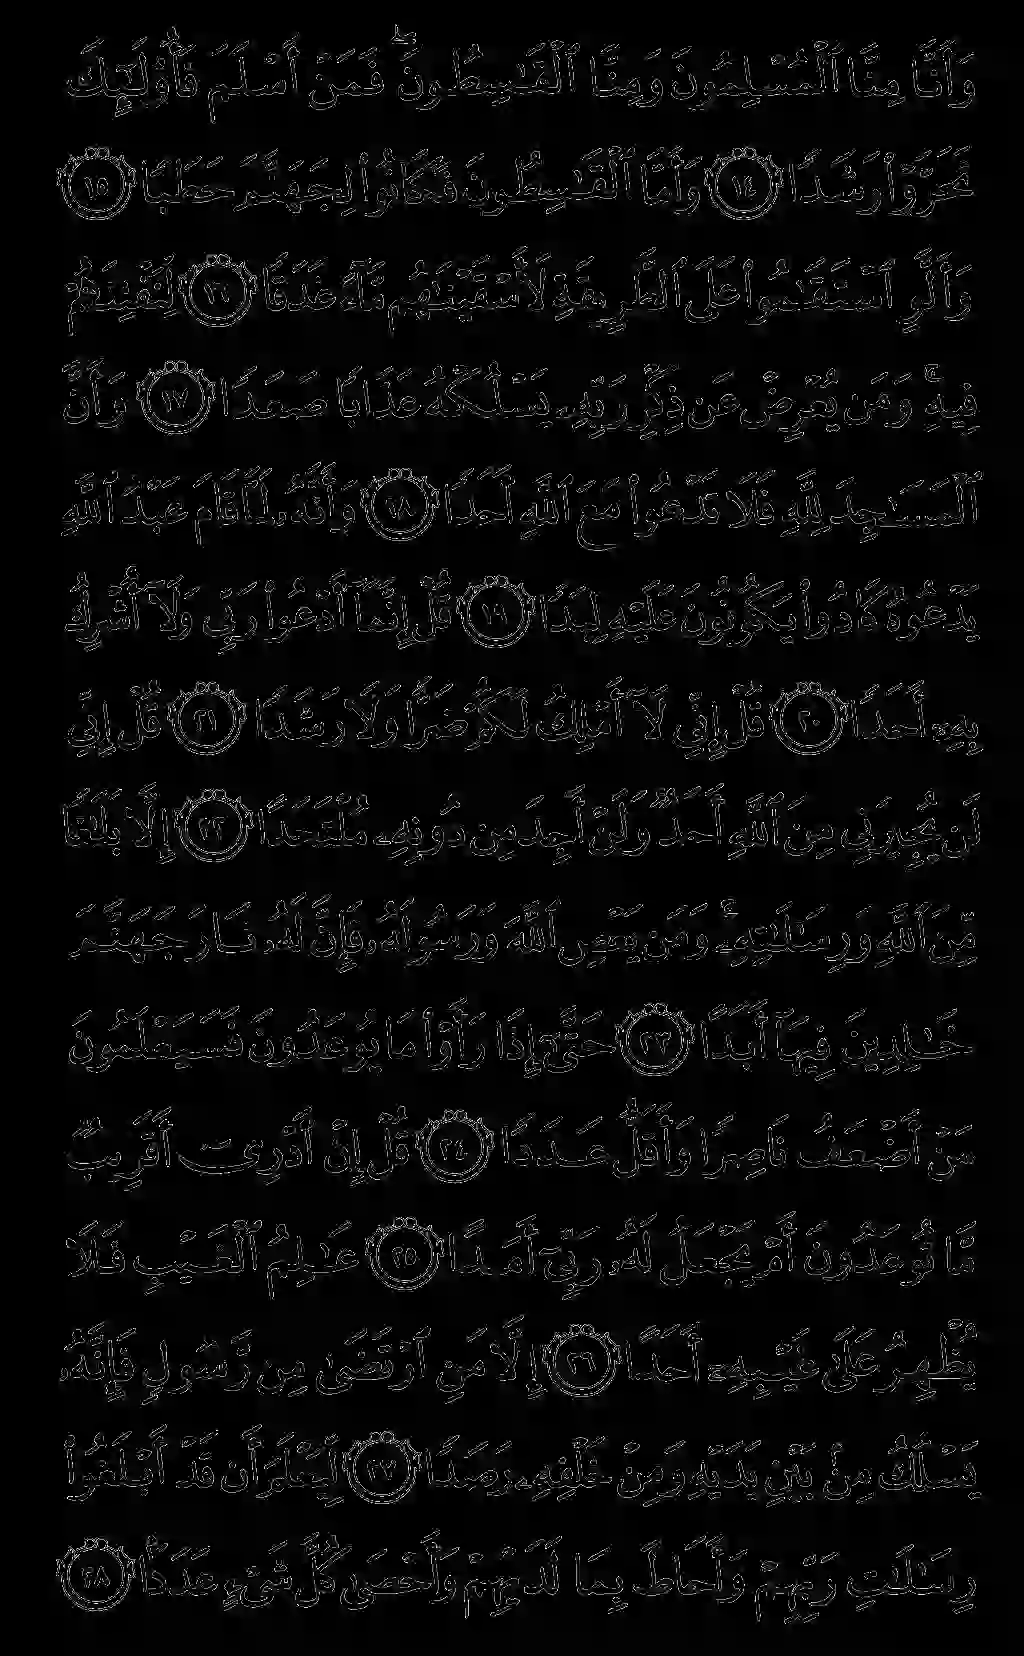 وَأَنَّا مِنَّا ٱلْمُسْلِمُونَ وَمِنَّا ٱلْقَـٰسِطُونَ ۖ فَمَنْ أَسْلَمَ فَأُو۟لَـٰٓئِكَ
تَحَرَّوْا۟ رَشَدًا ١٤ وَأَمَّا ٱلْقَـٰسِطُونَ فَكَانُوا۟ لِجَهَنَّمَ حَطَبًا ١٥
وَأَلَّوِ ٱسْتَقَـٰمُوا۟ عَلَى ٱلطَّرِيقَةِ لَأَسْقَيْنَـٰهُم مَّآءً غَدَقًا ١٦ لِّنَفْتِنَهُمْ
فِيهِ ۚ وَمَن يُعْرِضْ عَن ذِكْرِ رَبِّهِۦ يَسْلُكْهُ عَذَابًا صَعَدًا ١٧ وَأَنَّ
ٱلْمَسَـٰجِدَ لِلَّهِ فَلَا تَدْعُوا۟ مَعَ ٱللَّهِ أَحَدًا ١٨ وَأَنَّهُۥ لَمَّا قَامَ عَبْدُ ٱللَّهِ
يَدْعُوهُ كَادُوا۟ يَكُونُونَ عَلَيْهِ لِبَدًا ١٩ قُلْ إِنَّمَآ أَدْعُوا۟ رَبِّى وَلَآ أُشْرِكُ
بِهِۦٓ أَحَدًا ٢٠ قُلْ إِنِّى لَآ أَمْلِكُ لَكُمْ ضَرًّا وَلَا رَشَدًا ٢١ قُلْ إِنِّى
لَن يُجِيرَنِى مِنَ ٱللَّهِ أَحَدٌ وَلَنْ أَجِدَ مِن دُونِهِۦ مُلْتَحَدًا ٢٢ إِلَّا بَلَـٰغًا
مِّنَ ٱللَّهِ وَرِسَـٰلَـٰتِهِۦ ۚ وَمَن يَعْصِ ٱللَّهَ وَرَسُولَهُۥ فَإِنَّ لَهُۥ نَارَ جَهَنَّمَ
خَـٰلِدِينَ فِيهَآ أَبَدًا ٢٣ حَتَّىٰٓ إِذَا رَأَوْا۟ مَا يُوعَدُونَ فَسَيَعْلَمُونَ
مَنْ أَضْعَفُ نَاصِرًا وَأَقَلُّ عَدَدًا ٢٤ قُلْ إِنْ أَدْرِىٓ أَقَرِيبٌ
مَّا تُوعَدُونَ أَمْ يَجْعَلُ لَهُۥ رَبِّىٓ أَمَدًا ٢٥ عَـٰلِمُ ٱلْغَيْبِ فَلَا
يُظْهِرُ عَلَىٰ غَيْبِهِۦٓ أَحَدًا ٢٦ إِلَّا مَنِ ٱرْتَضَىٰ مِن رَّسُولٍ فَإِنَّهُۥ
يَسْلُكُ مِنۢ بَيْنِ يَدَيْهِ وَمِنْ خَلْفِهِۦ رَصَدًا ٢٧ لِّيَعْلَمَ أَن قَدْ أَبْلَغُوا۟
رِسَـٰلَـٰتِ رَبِّهِمْ وَأَحَاطَ بِمَا لَدَيْهِمْ وَأَحْصَىٰ كُلَّ شَىْءٍ عَدَدًۢا ٢٨